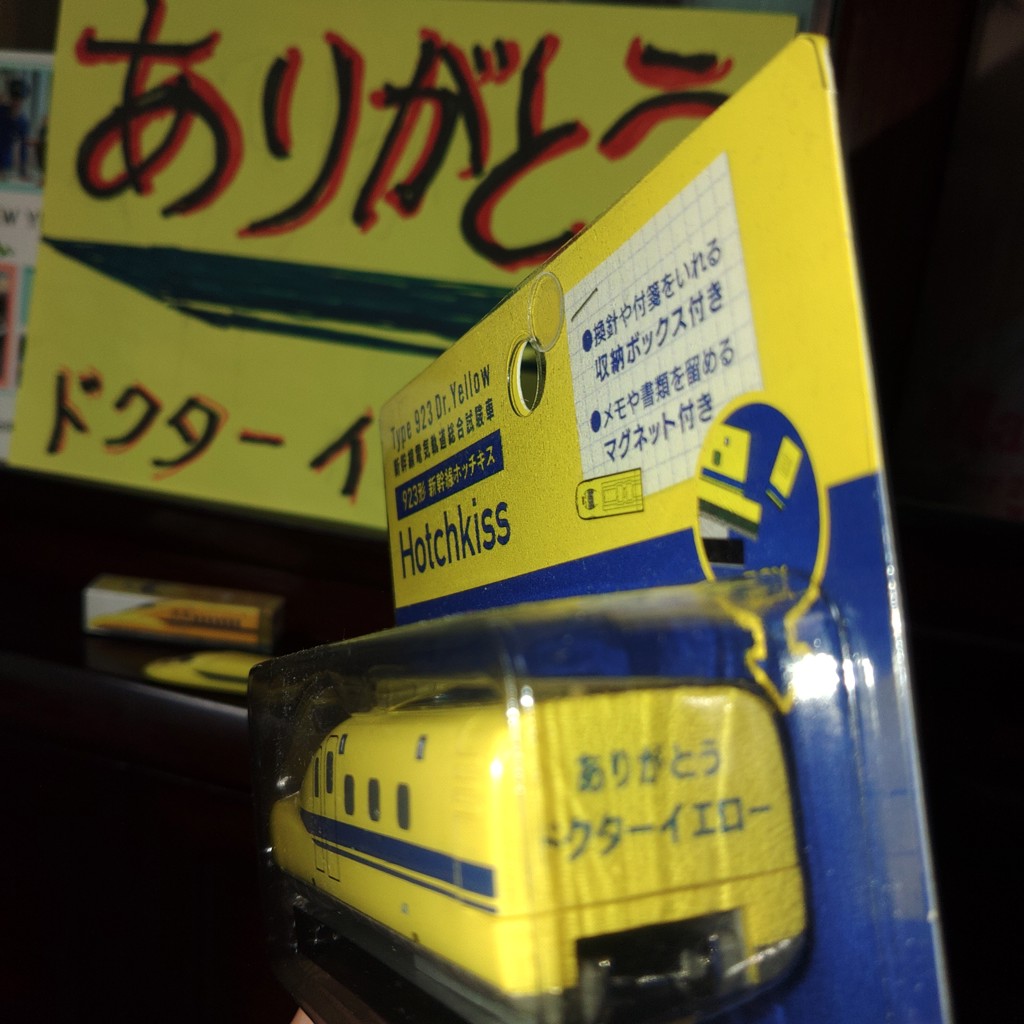 ありがとう
ドクターイ
Type 923 Dr.Yellow
新幹線電気軌道総合試験車
923形 新幹線ホッチキス
Hotchkiss
●換針や付箋をいれる
収納ボックス付き
●メモや書類を留める
マグネット付き
ありがとう
ドクターイエロー